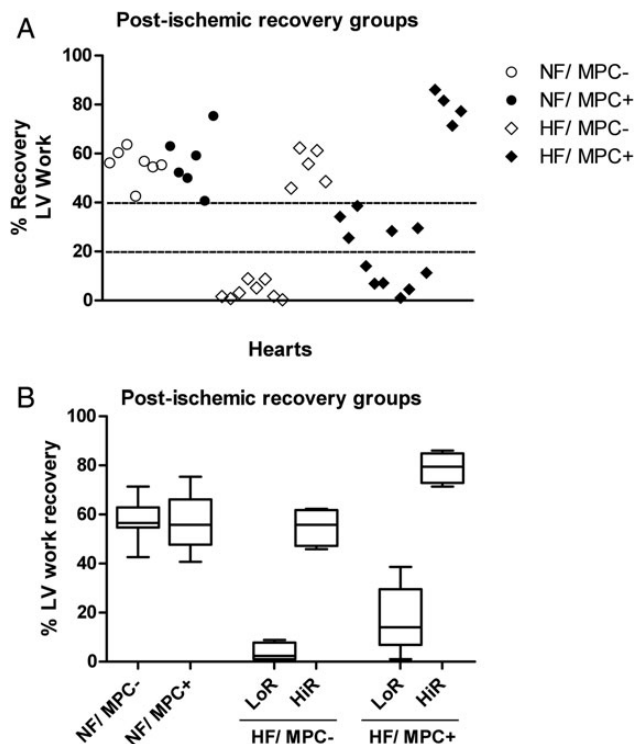 A
Post-ischemic recovery groups
% Recovery
LV Work
100
80
60
40
20
0
Hearts
NF/ MPC-
NF/ MPC+
HF/ MPC-
HF/ MPC+
B
Post-ischemic recovery groups
% LV work recovery
100
80
60
40
20
0
NF/ MPC-
NF/ MPC+
LoR
HiR
LoR
HiR
HF/ MPC-
HF/ MPC+